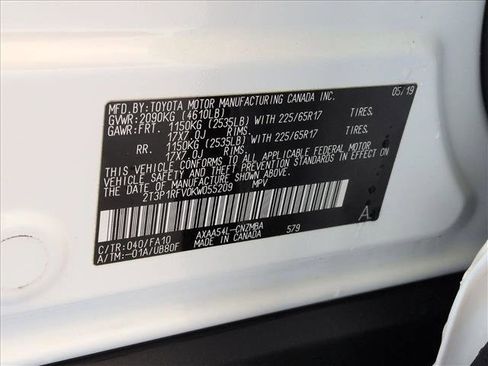 MFD.BY:TOYOTA MOTOR MANUFACTURING CANADA INC. 05/19
GVWR:2090KG (4610LB)
GAWR:FRT. 1150KG (2535LB) WITH 225/65R17 TIRES.
17X7.0J RIMS.
RR. 1150KG (2535LB) WITH 225/65R17 TIRES.
17X7.0J RIMS.
THIS VEHICLE CONFORMS TO ALL APPLICABLE FEDERAL MOTOR
VEHICLE SAFETY AND THEFT PREVENTION STANDARDS IN EFFECT
ON THE DATE OF MANUFACTURE SHOWN ABOVE.
2T3P1RFV0KW055209 MPV
C/TR:040/FA10 AXAA54L-CNZMBA 579 A
A/TM:-01A/UB80F MADE IN CANADA